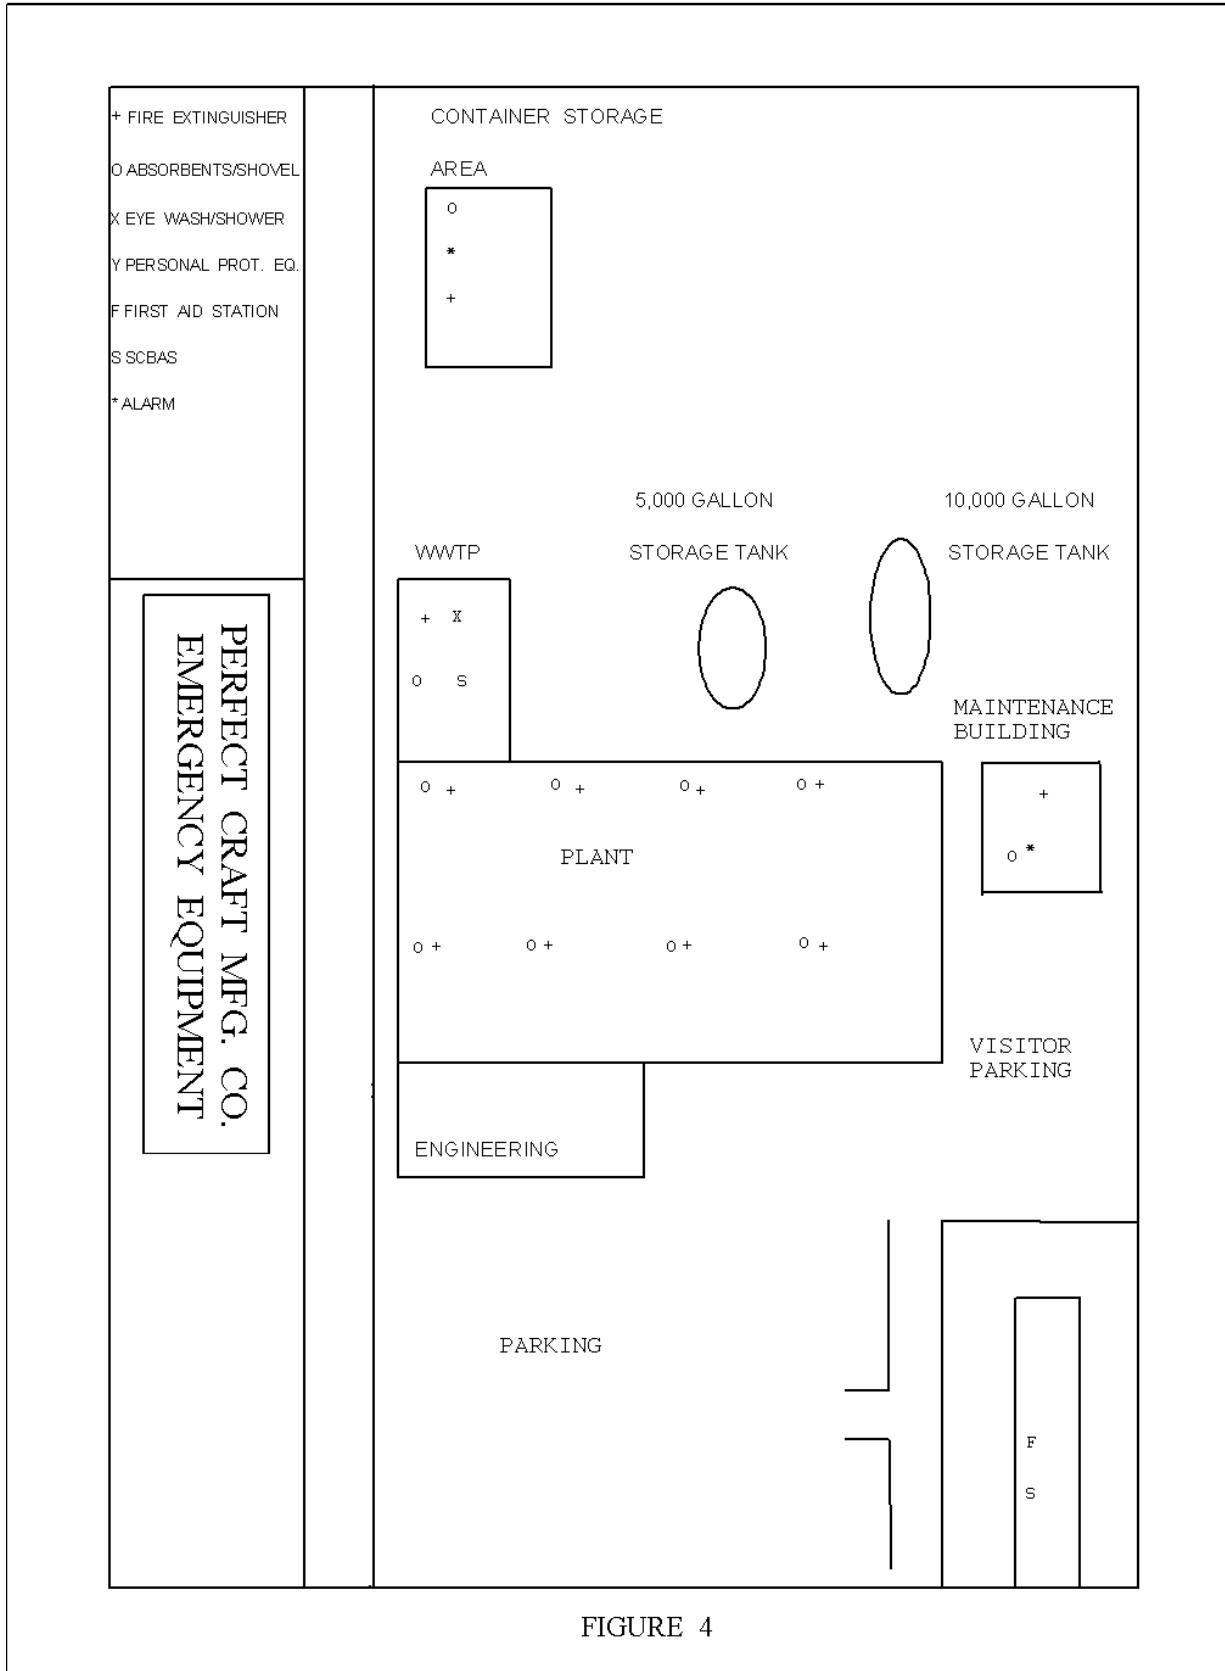 + FIRE EXTINGUISHER
O ABSORBENTS/SHOVEL
X EYE WASH/SHOWER
Y PERSONAL PROT. EQ.
F FIRST AID STATION
S SCBAS
* ALARM
PERFECT CRAFT MFG. CO.
EMERGENCY EQUIPMENT
CONTAINER STORAGE
AREA
O
*
+
5,000 GALLON
STORAGE TANK
10,000 GALLON
STORAGE TANK
WWTP
+ X
O S
MAINTENANCE
BUILDING
+
O *
O + O + O + O +
PLANT
O + O + O + O +
VISITOR
PARKING
ENGINEERING
PARKING
F
S
FIGURE 4